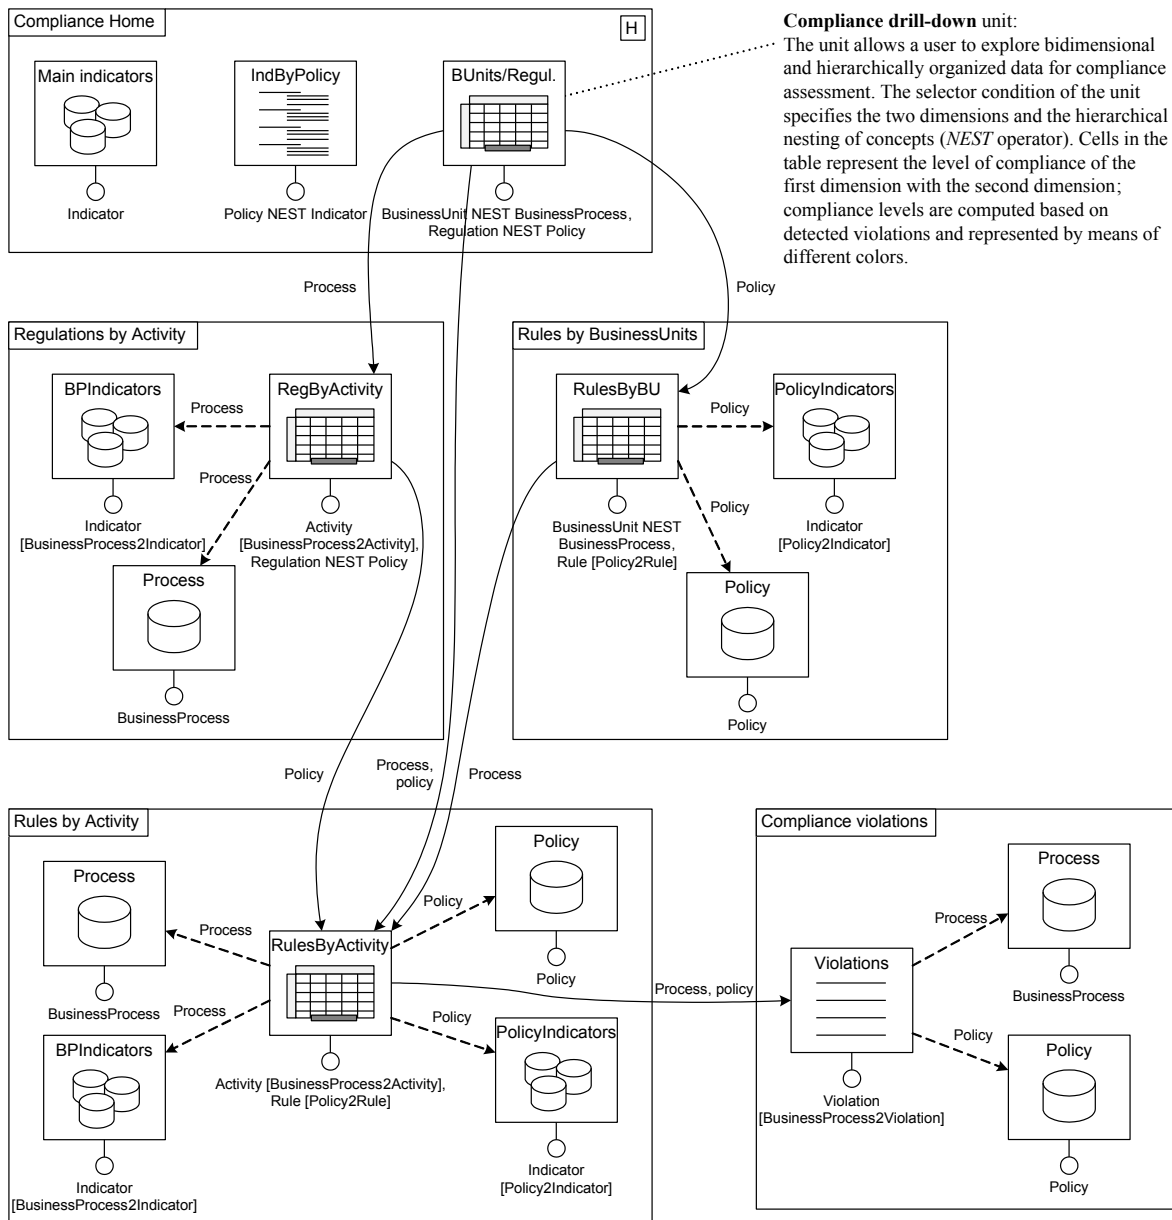 Compliance Home
H
Main indicators
Indicator
IndByPolicy
Policy NEST Indicator
BUnits/Regul.
BusinessUnit NEST BusinessProcess,
Regulation NEST Policy
Compliance drill-down unit:
The unit allows a user to explore bidimensional
and hierarchically organized data for compliance
assessment. The selector condition of the unit
specifies the two dimensions and the hierarchical
nesting of concepts (NEST operator). Cells in the
table represent the level of compliance of the
first dimension with the second dimension;
compliance levels are computed based on
detected violations and represented by means of
different colors.
Process
Policy
Regulations by Activity
BPIndicators
Process
RegByActivity
Process
Indicator
[BusinessProcess2Indicator]
Activity
[BusinessProcess2Activity],
Regulation NEST Policy
Process
BusinessProcess
Rules by BusinessUnits
RulesByBU
Policy
PolicyIndicators
Policy
BusinessUnit NEST
BusinessProcess,
Rule [Policy2Rule]
Indicator
[Policy2Indicator]
Policy
Policy
Policy
Process,
policy
Process
Rules by Activity
Process
Process
BusinessProcess
Policy
Policy
Policy
RulesByActivity
Process
BPIndicators
Indicator
[BusinessProcess2Indicator]
Activity [BusinessProcess2Activity],
Rule [Policy2Rule]
Policy
PolicyIndicators
Indicator
[Policy2Indicator]
Process, policy
Compliance violations
Process
Process
BusinessProcess
Violations
Violation
[BusinessProcess2Violation]
Policy
Policy
Policy